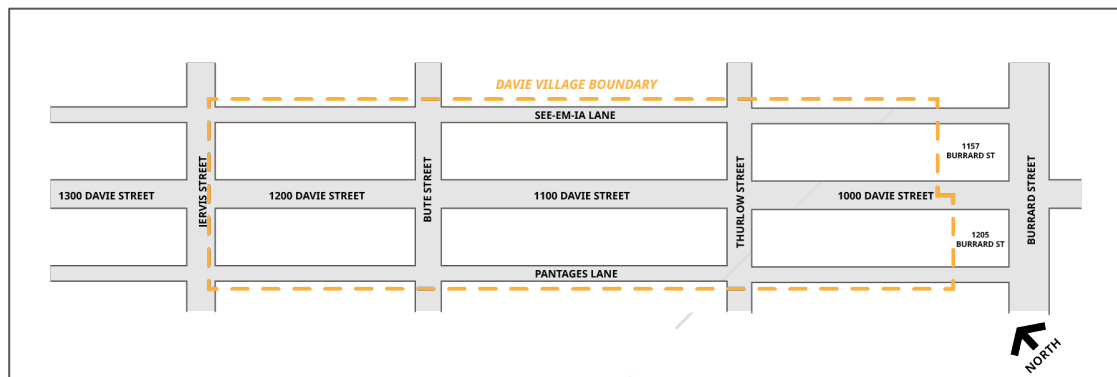 DAVIE VILLAGE BOUNDARY
SEE-EM-IA LANE
1157
BURRARD ST
JERVIS STREET
BUTE STREET
THURLOW STREET
BURRARD STREET
1300 DAVIE STREET
1200 DAVIE STREET
1100 DAVIE STREET
1000 DAVIE STREET
1205
BURRARD ST
PANTAGES LANE
NORTH